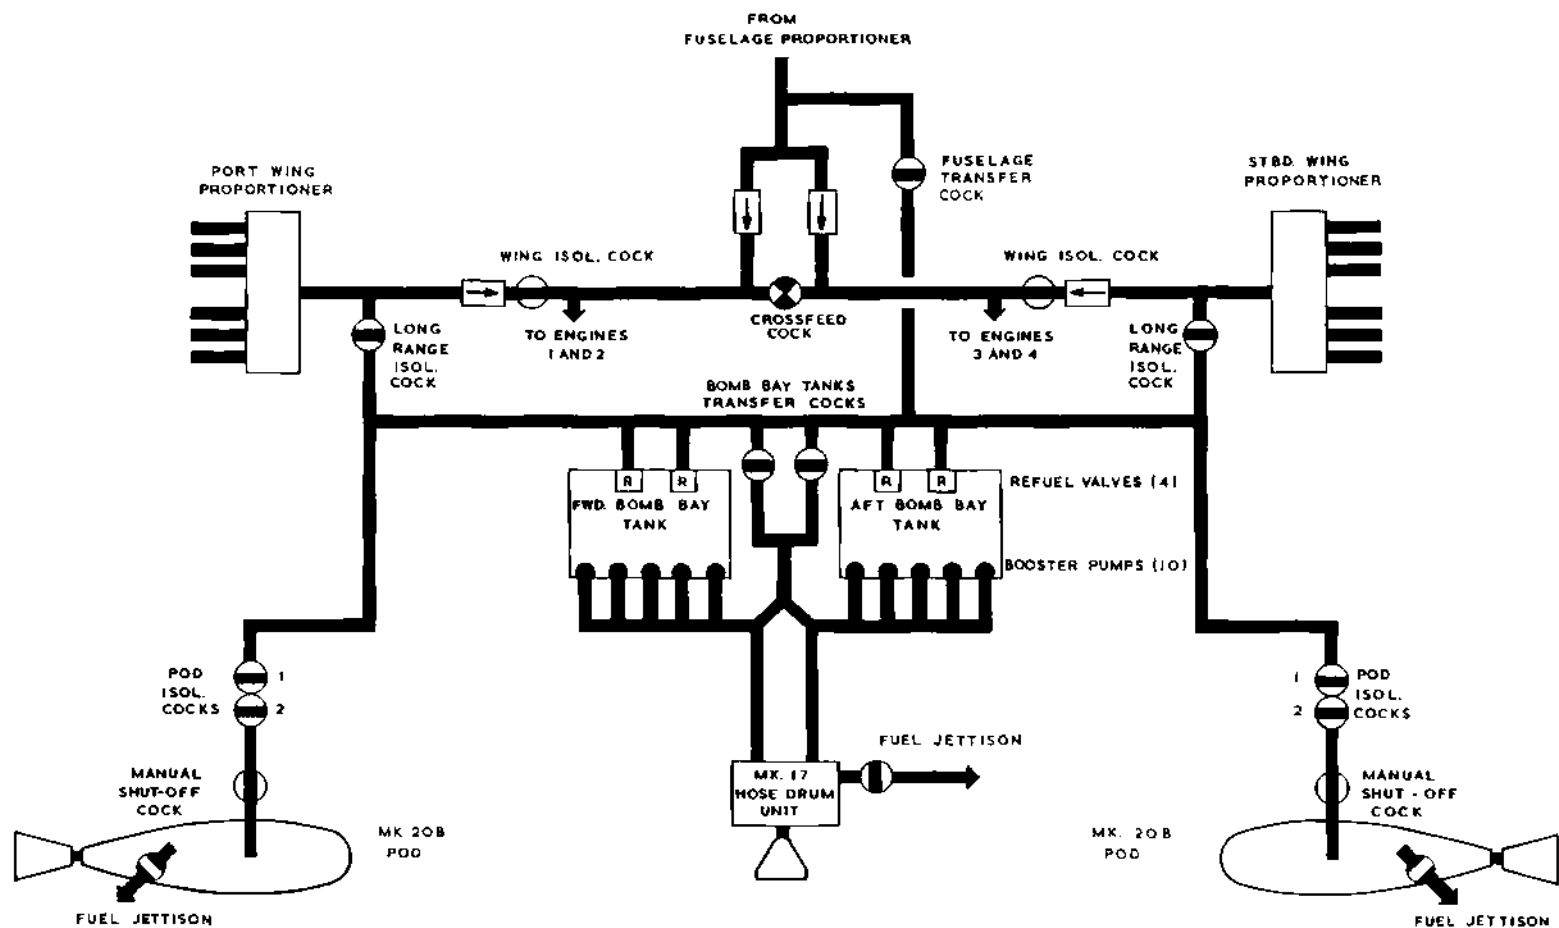 FROM
FUSELAGE PROPORTIONER
PORT WING
PROPORTIONER
FUSELAGE
TRANSFER
COCK
STBD. WING
PROPORTIONER
WING ISOL. COCK
WING ISOL. COCK
CROSSFEED
COCK
TO ENGINES
1 AND 2
TO ENGINES
3 AND 4
LONG
RANGE
ISOL.
COCK
LONG
RANGE
ISOL.
COCK
BOMB BAY TANKS
TRANSFER COCKS
R
R
R
R
REFUEL VALVES (4)
FWD. BOMB BAY
TANK
AFT BOMB BAY
TANK
BOOSTER PUMPS (10)
POD
ISOL.
COCKS
1
2
1
2
POD
ISOL.
COCKS
FUEL JETTISON
MK. 17
HOSE DRUM
UNIT
MANUAL
SHUT-OFF
COCK
MANUAL
SHUT - OFF
COCK
MK 20B
POD
MK. 20B
POD
FUEL JETTISON
FUEL JETTISON